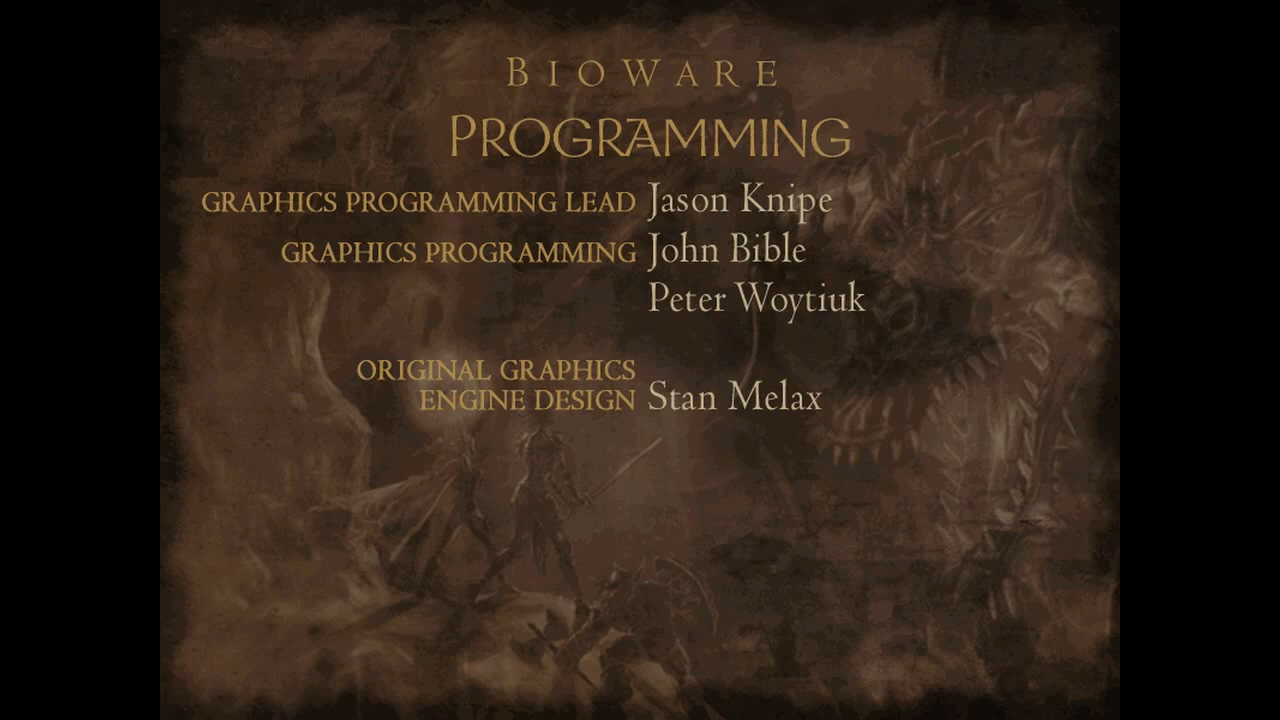 BIOWARE
PROGRAMMING
GRAPHICS PROGRAMMING LEAD Jason Knipe
GRAPHICS PROGRAMMING John Bible
Peter Woytiuk
ORIGINAL GRAPHICS
ENGINE DESIGN Stan Melax